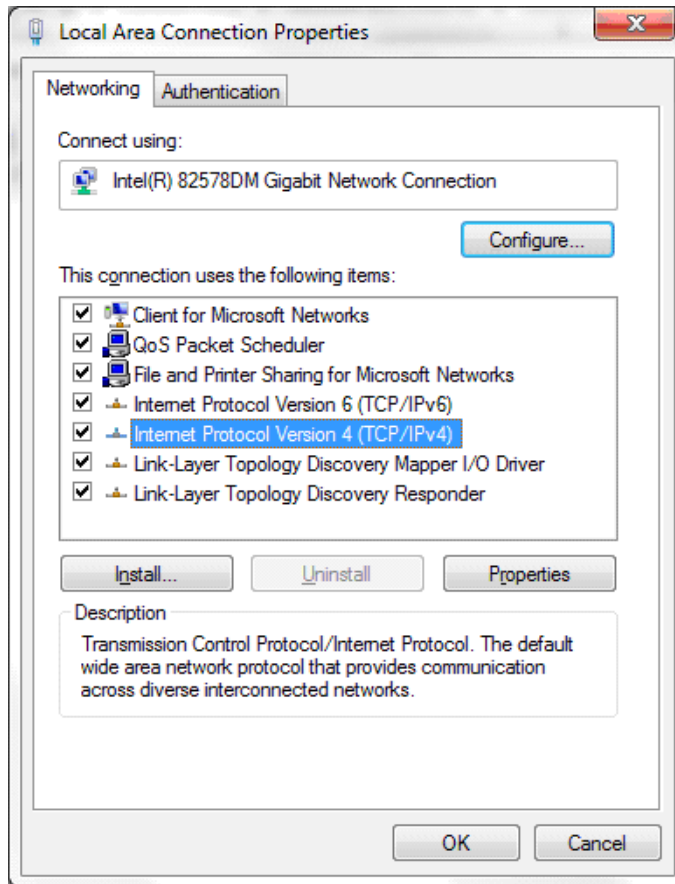 Local Area Connection Properties
Networking
Authentication
Connect using:
Intel(R) 82578DM Gigabit Network Connection
Configure...
This connection uses the following items:
Client for Microsoft Networks
QoS Packet Scheduler
File and Printer Sharing for Microsoft Networks
Internet Protocol Version 6 (TCP/IPv6)
Internet Protocol Version 4 (TCP/IPv4)
Link-Layer Topology Discovery Mapper I/O Driver
Link-Layer Topology Discovery Responder
Install...
Uninstall
Properties
Description
Transmission Control Protocol/Internet Protocol. The default
wide area network protocol that provides communication
across diverse interconnected networks.
OK
Cancel